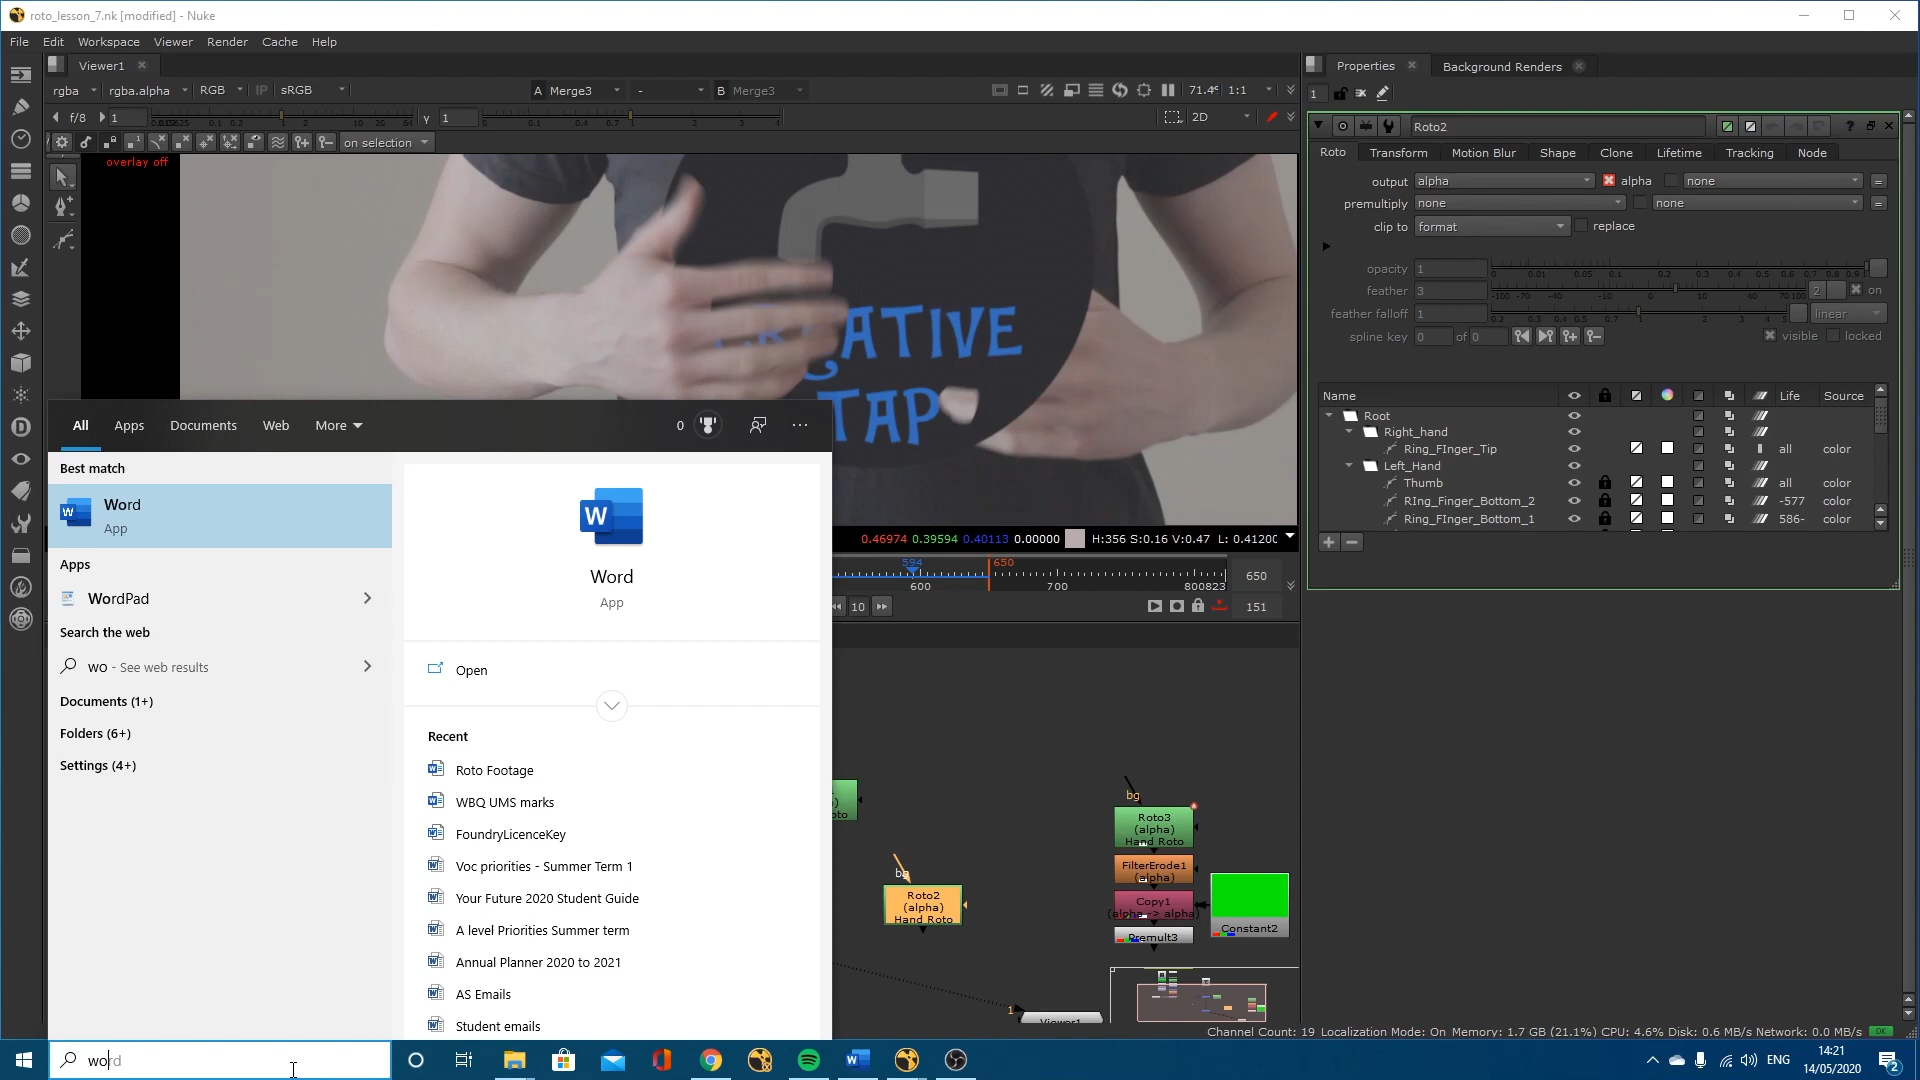 roto_lesson_7.nk [modified] - Nuke
File Edit Workspace Viewer Render Cache Help
Viewer1
Properties
Background Renders
rgba rgba.alpha RGB IP sRGB A Merge3 - B Merge3 71.4% 1:1
f/8 1 Y 1 2D
on selection
overlay off
1
Roto2
Roto Transform Motion Blur Shape Clone Lifetime Tracking Node
output alpha alpha none
premultiply none none
clip to format replace
opacity 1
feather 3 2 on
feather falloff 1 linear
spline key 0 of 0 visible locked
Name Life Source
Root
Right_hand
Ring_FInger_Tip all color
Left_Hand
Thumb all color
RIng_Finger_Bottom_2 -577 color
Ring_FInger_Bottom_1 586- color
ATIVE
TAP
0.46974 0.39594 0.40113 0.00000 H:356 S:0.16 V:0.47 L: 0.41200
594 650
600 700 800823 650
10 151
All Apps Documents Web More 0
Best match
Word
App
Apps
WordPad
Search the web
wo - See web results
Documents (1+)
Folders (6+)
Settings (4+)
Word
App
Open
Recent
Roto Footage
WBQ UMS marks
FoundryLicenceKey
Voc priorities - Summer Term 1
Your Future 2020 Student Guide
A level Priorities Summer term
Annual Planner 2020 to 2021
AS Emails
Student emails
bg
Roto2
(alpha)
Hand Roto
bg
Roto3
(alpha)
Hand Roto
FilterErode1
(alpha)
Copy1
(alpha -> alpha)
Premult3
Constant2
1
Viewer1
Channel Count: 19 Localization Mode: On Memory: 1.7 GB (21.1%) CPU: 4.6% Disk: 0.6 MB/s Network: 0.0 MB/s OK
word
ENG
14:21
14/05/2020
2